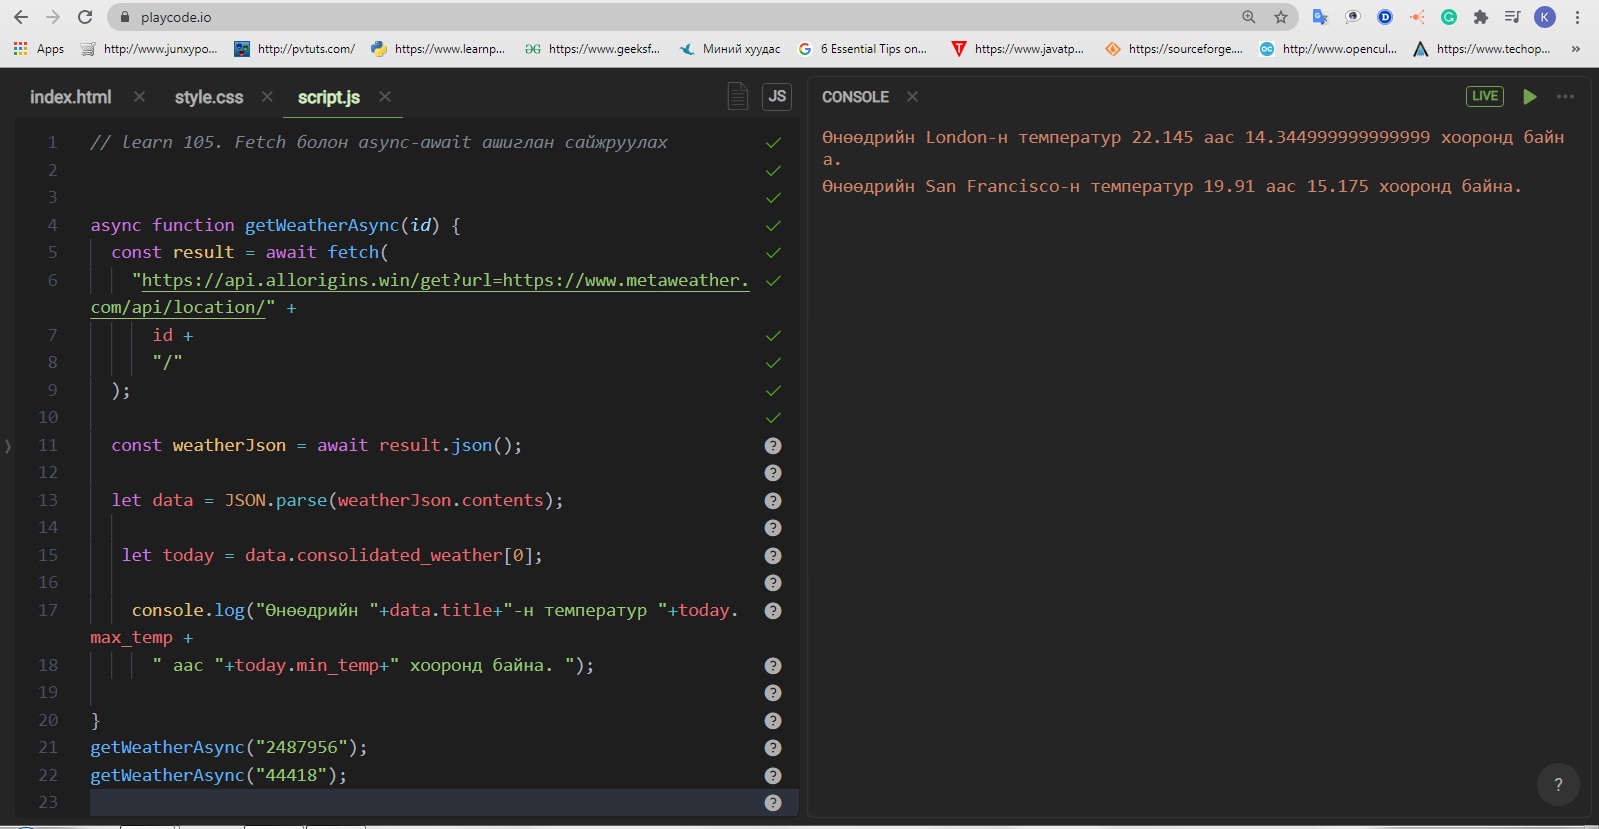 playcode.io
K
Apps
http://www.junxypo...
http://pvtuts.com/
https://www.learnp...
https://www.geeksf...
Миний хуудас
6 Essential Tips on...
https://www.javatp...
https://sourceforge....
http://www.opencul...
https://www.techop...
»
index.html
style.css
script.js
JS
1 // learn 105. Fetch болон async-await ашиглан сайжруулах
2
3
4 async function getWeatherAsync(id) {
5 const result = await fetch(
6 "https://api.allorigins.win/get?url=https://www.metaweather.
com/api/location/" +
7 id +
8 "/"
9 );
10
11 const weatherJson = await result.json();
12
13 let data = JSON.parse(weatherJson.contents);
14
15 let today = data.consolidated_weather[0];
16
17 console.log("Өнөөдрийн "+data.title+"-н температур "+today.
max_temp +
18 " аас "+today.min_temp+" хооронд байна. ");
19
20 }
21 getWeatherAsync("2487956");
22 getWeatherAsync("44418");
23
CONSOLE
LIVE
Өнөөдрийн London-н температур 22.145 аас 14.344999999999999 хооронд байн
а.
Өнөөдрийн San Francisco-н температур 19.91 аас 15.175 хооронд байна.
?